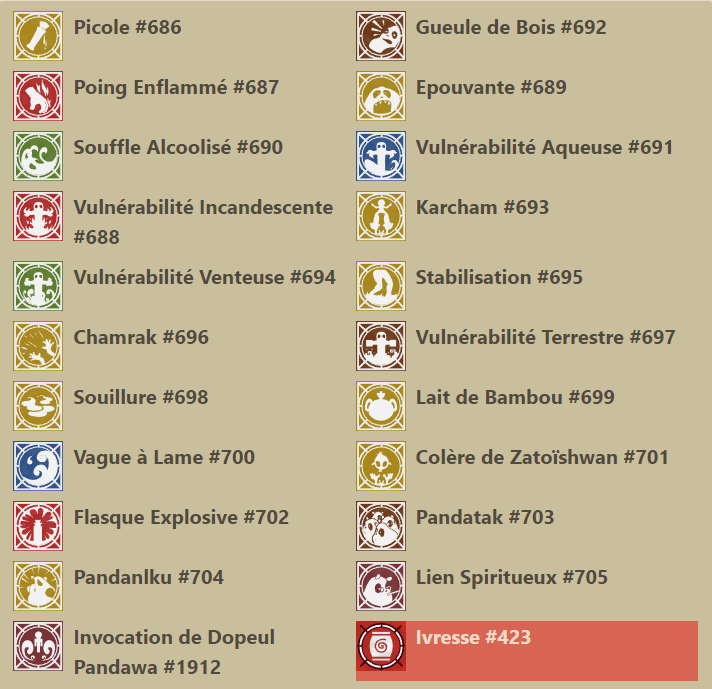 Picole #686
Gueule de Bois #692
Poing Enflammé #687
Epouvante #689
Souffle Alcoolisé #690
Vulnérabilité Aqueuse #691
Vulnérabilité Incandescente
#688
Karcham #693
Vulnérabilité Venteuse #694
Stabilisation #695
Chamrak #696
Vulnérabilité Terrestre #697
Souillure #698
Lait de Bambou #699
Vague à Lame #700
Colère de Zatoïshwan #701
Flasque Explosive #702
Pandatak #703
Pandanlku #704
Lien Spiritueux #705
Invocation de Dopeul
Pandawa #1912
Ivresse #423